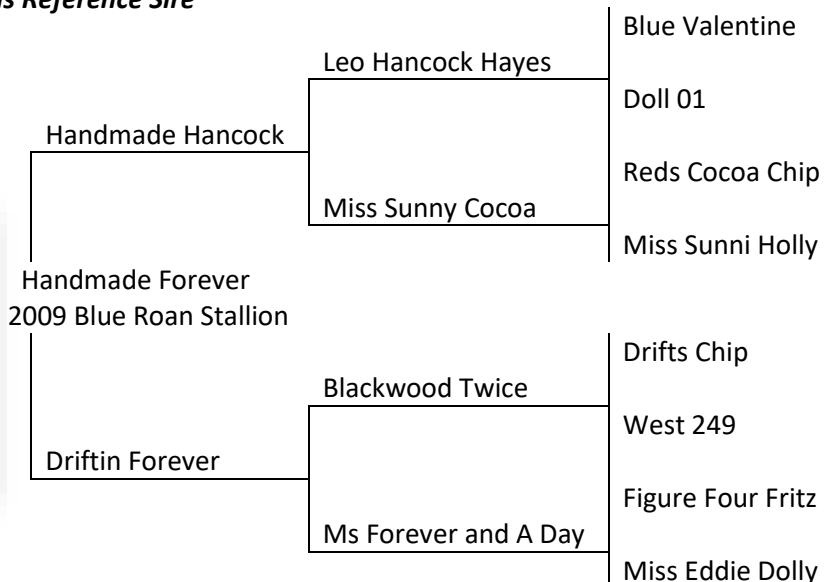 s Reference Sire
Blue Valentine
Leo Hancock Hayes
Doll 01
Handmade Hancock
Reds Cocoa Chip
Miss Sunny Cocoa
Miss Sunni Holly
Handmade Forever
2009 Blue Roan Stallion
Drifts Chip
Blackwood Twice
West 249
Driftin Forever
Figure Four Fritz
Ms Forever and A Day
Miss Eddie Dolly